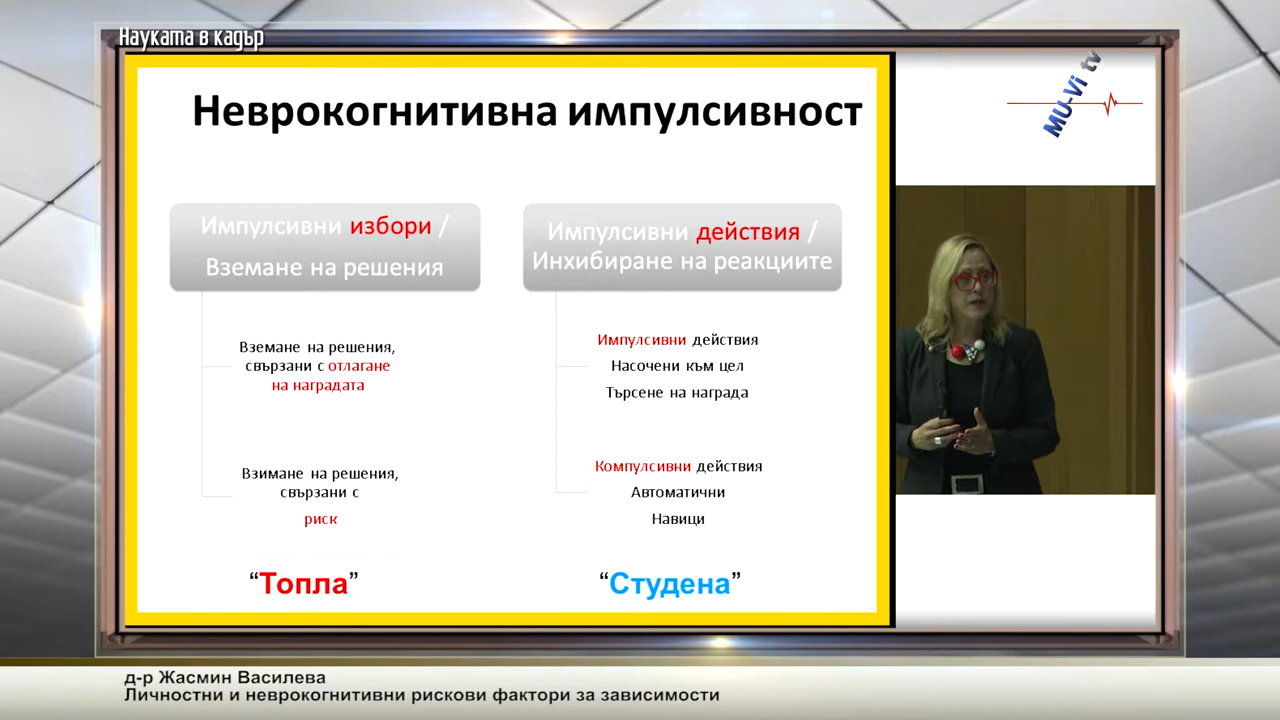 Науката в кадър
MU-Vi tv
Неврокогнитивна импулсивност
Импулсивни избори /
Вземане на решения
Импулсивни действия /
Инхибиране на реакциите
Вземане на решения,
свързани с отлагане
на наградата
Взимане на решения,
свързани с
риск
Импулсивни действия
Насочени към цел
Търсене на награда
Компулсивни действия
Автоматични
Навици
“Топла”
“Студена”
д-р Жасмин Василева
Личностни и неврокогнитивни рискови фактори за зависимости